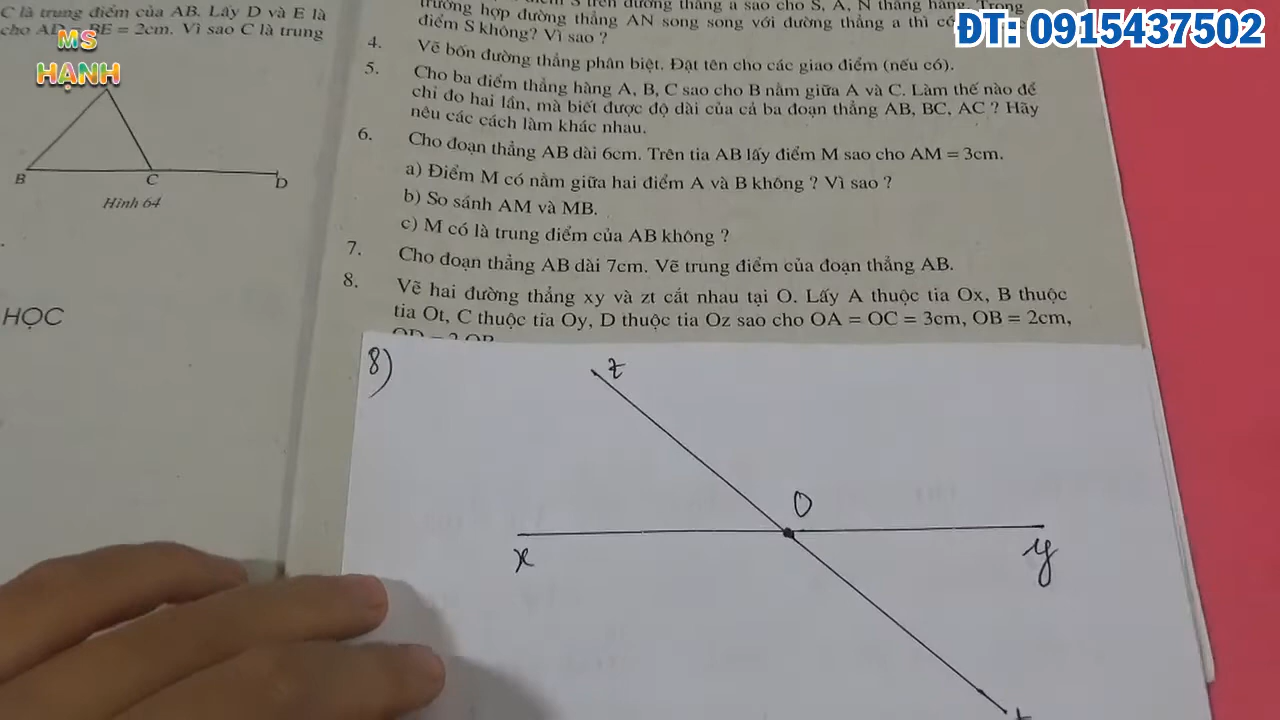 C là trung điểm của AB. Lấy D và E là
cho AD = BE = 2cm. Vì sao C là trung
MS
HẠNH
B
C
D
Hình 64
HỌC
S trên đường thẳng a sao cho S, A, N thẳng hàng. Trong
trường hợp đường thẳng AN song song với đường thẳng a thì có
điểm S không? Vì sao ?
ĐT: 0915437502
4. Vẽ bốn đường thẳng phân biệt. Đặt tên cho các giao điểm (nếu có).
5. Cho ba điểm thẳng hàng A, B, C sao cho B nằm giữa A và C. Làm thế nào để
chỉ đo hai lần, mà biết được độ dài của cả ba đoạn thẳng AB, BC, AC ? Hãy
nêu các cách làm khác nhau.
6. Cho đoạn thẳng AB dài 6cm. Trên tia AB lấy điểm M sao cho AM = 3cm.
a) Điểm M có nằm giữa hai điểm A và B không ? Vì sao ?
b) So sánh AM và MB.
c) M có là trung điểm của AB không ?
7. Cho đoạn thẳng AB dài 7cm. Vẽ trung điểm của đoạn thẳng AB.
8. Vẽ hai đường thẳng xy và zt cắt nhau tại O. Lấy A thuộc tia Ox, B thuộc
tia Ot, C thuộc tia Oy, D thuộc tia Oz sao cho OA = OC = 3cm, OB = 2cm,
8)
z
O
x
y
t